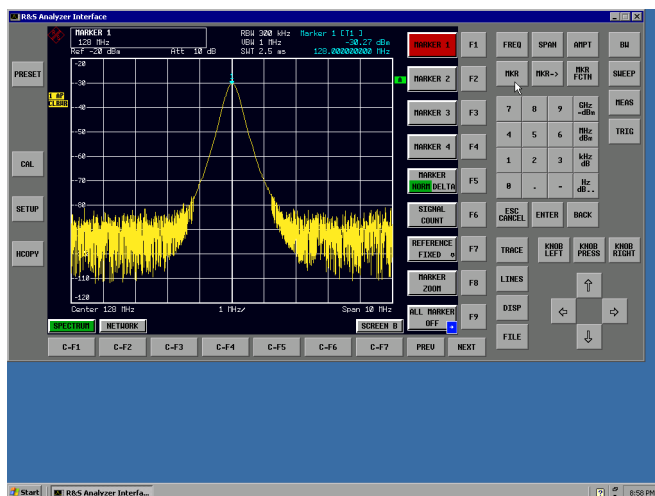 R&S Analyzer Interface
MARKER 1
128 MHz
RBW 300 kHz Marker 1 [T1 ]
VBW 1 MHz -30.27 dBm
Ref -20 dBm Att 10 dB SWT 2.5 ms 128.000000000 MHz
-20
-30
-40
-50
-60
-70
-80
-110
-120
1
1 AP
CLRWR
A
Center 128 MHz 1 MHz/ Span 10 MHz
SPECTRUM NETWORK SCREEN B
PRESET
CAL
SETUP
HCOPY
MARKER 1 F1
MARKER 2 F2
MARKER 3 F3
MARKER 4 F4
MARKER
NORM DELTA F5
SIGNAL
COUNT F6
REFERENCE
FIXED F7
MARKER
ZOOM F8
ALL MARKER
OFF F9
C-F1 C-F2 C-F3 C-F4 C-F5 C-F6 C-F7 PREV NEXT
FREQ SPAN AMPT BW
MKR MKR-> MKR
FCTN SWEEP
7 8 9 GHz
-dBm MEAS
4 5 6 MHz
dBm TRIG
1 2 3 kHz
dB
0 . - Hz
dB..
ESC
CANCEL ENTER BACK
TRACE KNOB
LEFT KNOB
PRESS KNOB
RIGHT
LINES
DISP
FILE
Start R&S Analyzer Interfa... 8:58 PM